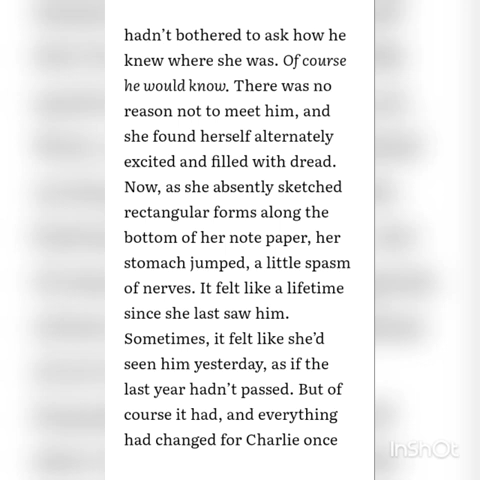 hadn’t bothered to ask how he
knew where she was. Of course
he would know. There was no
reason not to meet him, and
she found herself alternately
excited and filled with dread.
Now, as she absently sketched
rectangular forms along the
bottom of her note paper, her
stomach jumped, a little spasm
of nerves. It felt like a lifetime
since she last saw him.
Sometimes, it felt like she’d
seen him yesterday, as if the
last year hadn’t passed. But of
course it had, and everything
had changed for Charlie once
InShOt